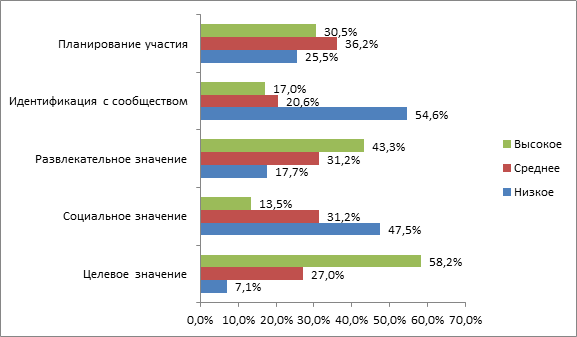 Планирование участия
30,5%
36,2%
25,5%
Идентификация с сообществом
17,0%
20,6%
54,6%
Развлекательное значение
43,3%
31,2%
17,7%
Социальное значение
13,5%
31,2%
47,5%
Целевое значение
58,2%
27,0%
7,1%
0,0% 10,0% 20,0% 30,0% 40,0% 50,0% 60,0% 70,0%
Высокое
Среднее
Низкое